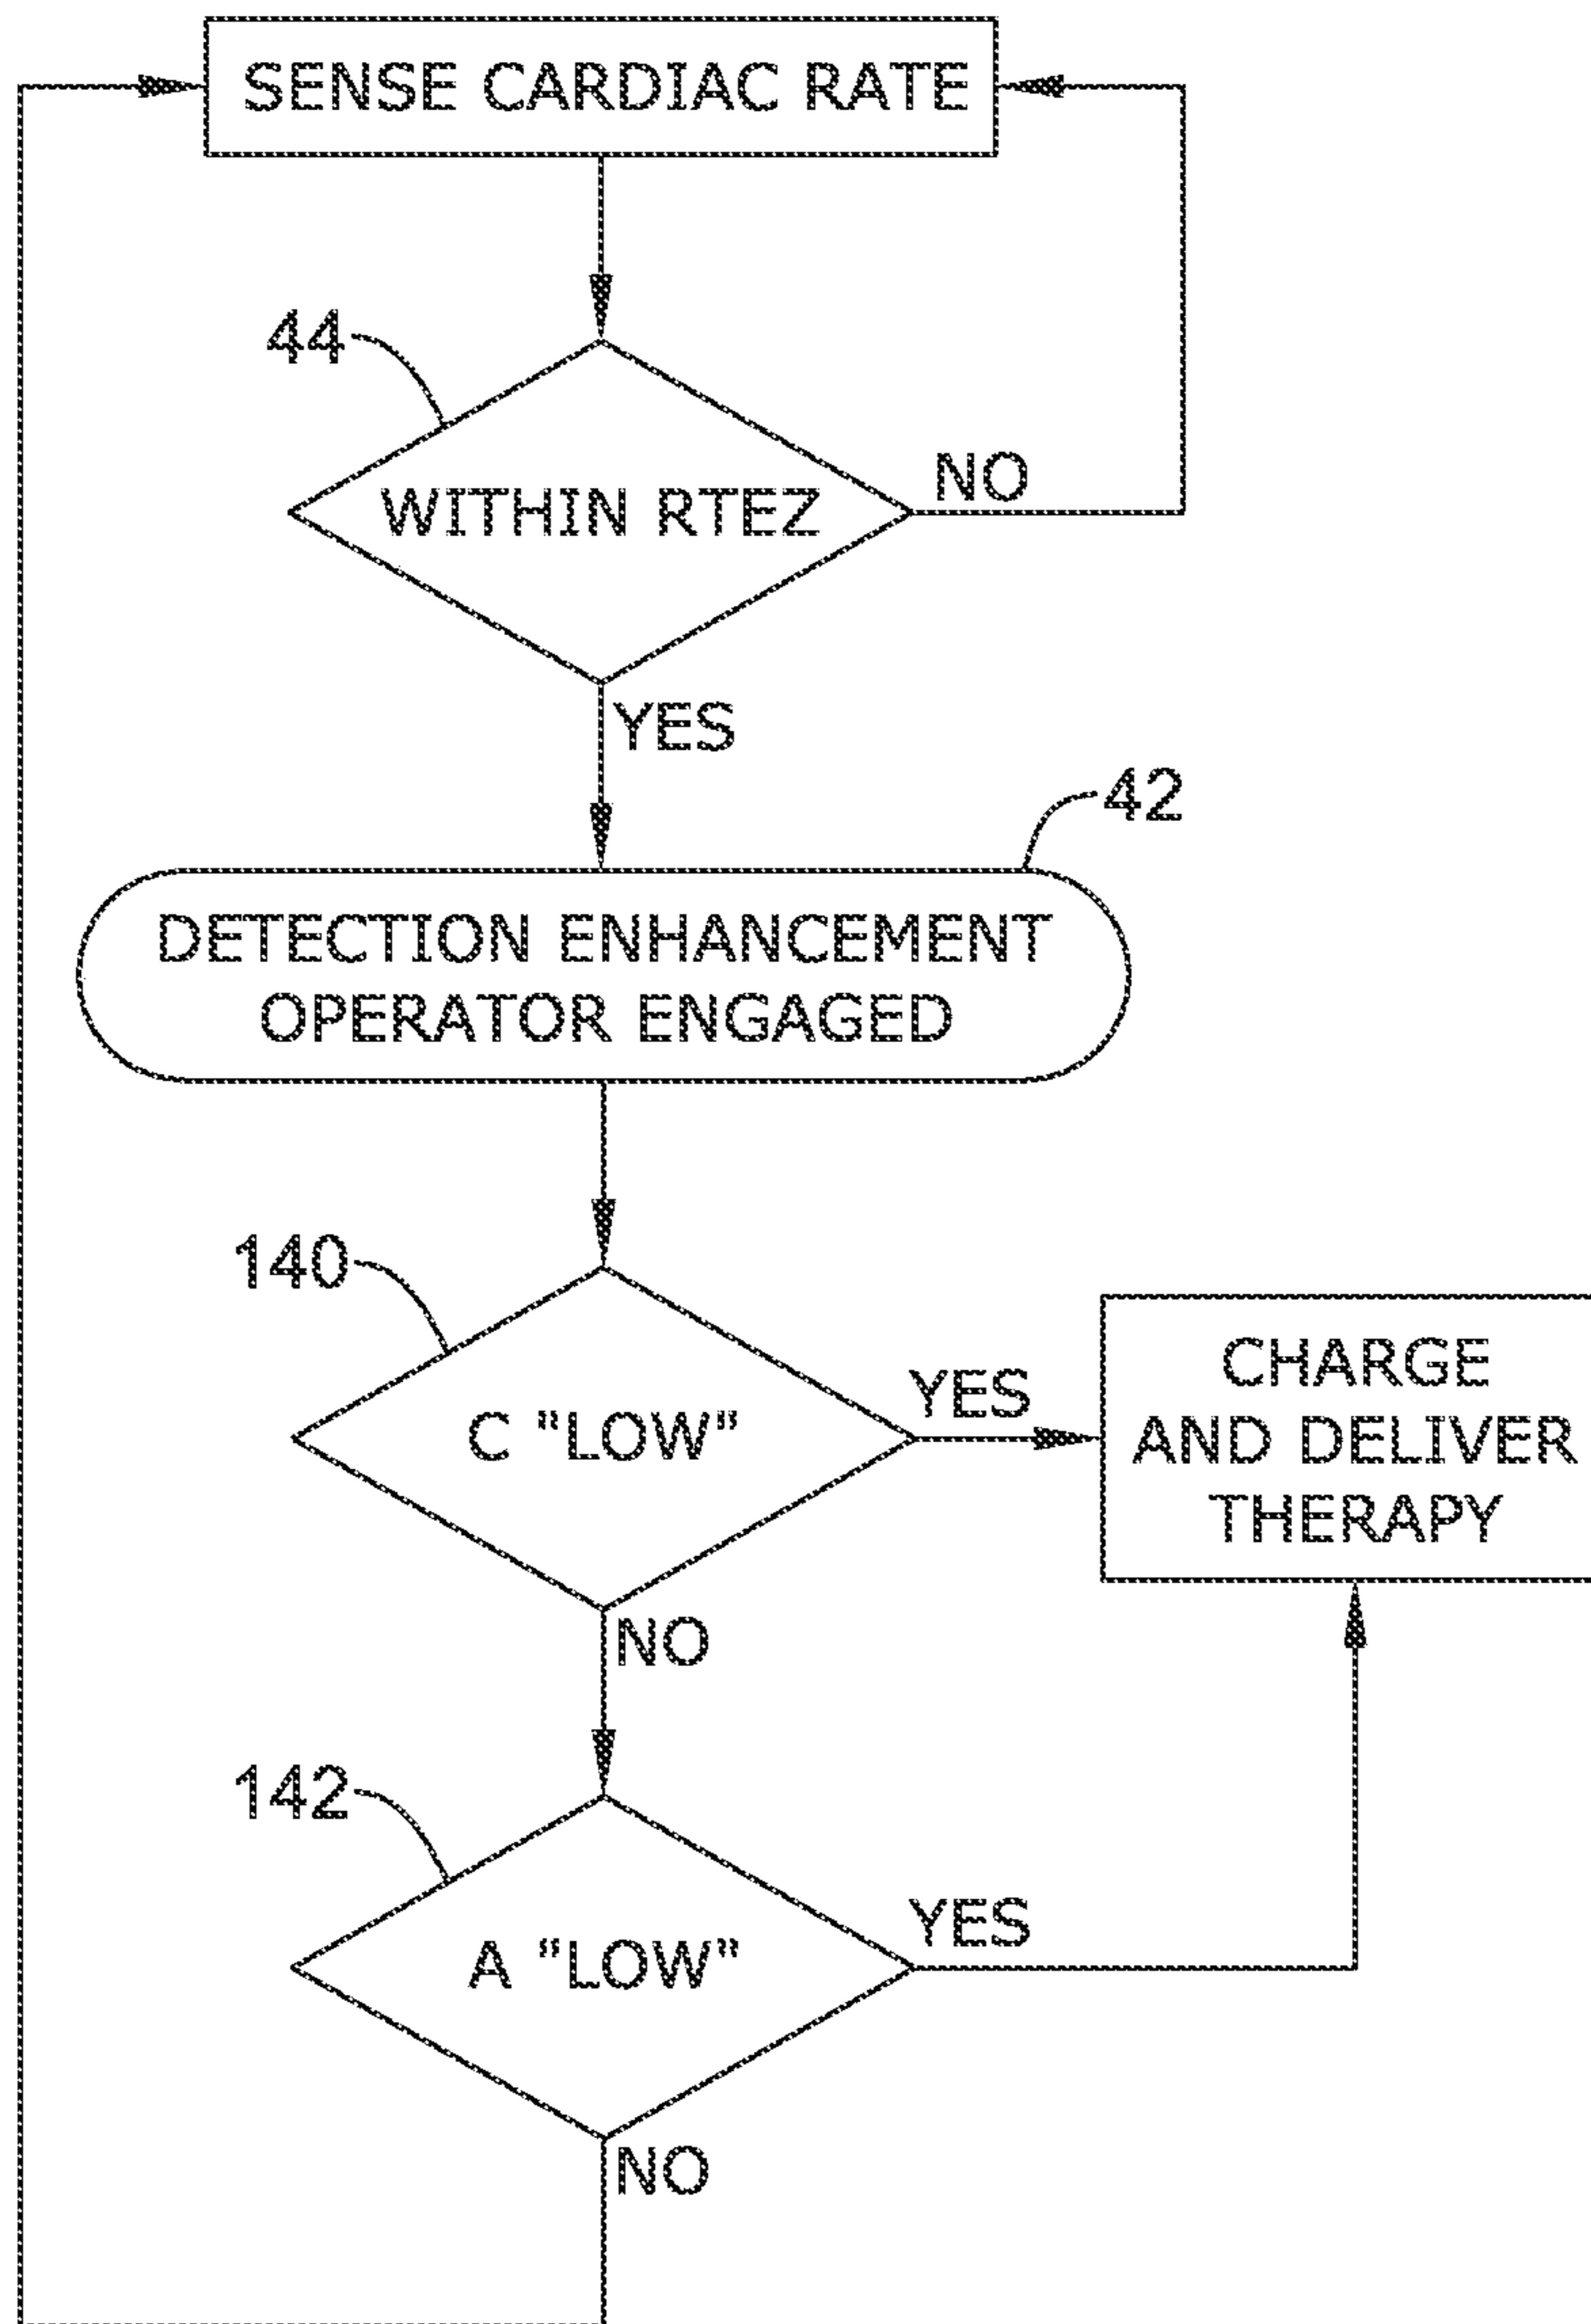 SENSE CARDIAC RATE
44
NO
WITHIN RTEZ
YES
42
DETECTION ENHANCEMENT
OPERATOR ENGAGED
140
YES
C "LOW"
CHARGE
AND DELIVER
THERAPY
NO
142
YES
A "LOW"
NO